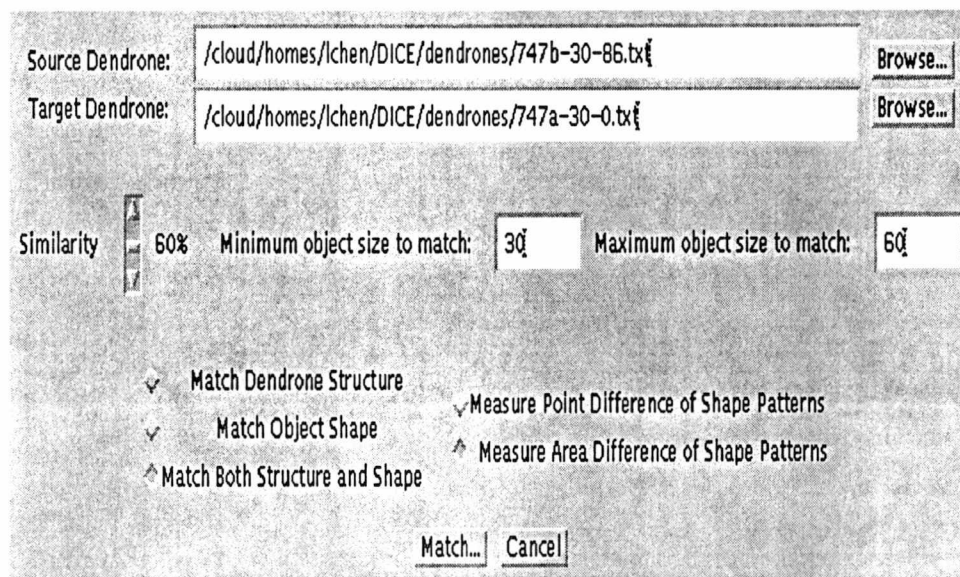 Source Dendrone: /cloud/homes/lchen/DICE/dendrones/747b-30-86.txt Browse...
Target Dendrone: /cloud/homes/lchen/DICE/dendrones/747a-30-0.txt Browse...
Similarity 60% Minimum object size to match: 30 Maximum object size to match: 60
Match Dendrone Structure
Measure Point Difference of Shape Patterns
Match Object Shape
Measure Area Difference of Shape Patterns
Match Both Structure and Shape
Match... Cancel